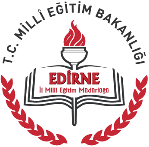 T.C. MİLLÎ EĞİTİM BAKANLIĞI
EDİRNE
İl Millî Eğitim Müdürlüğü